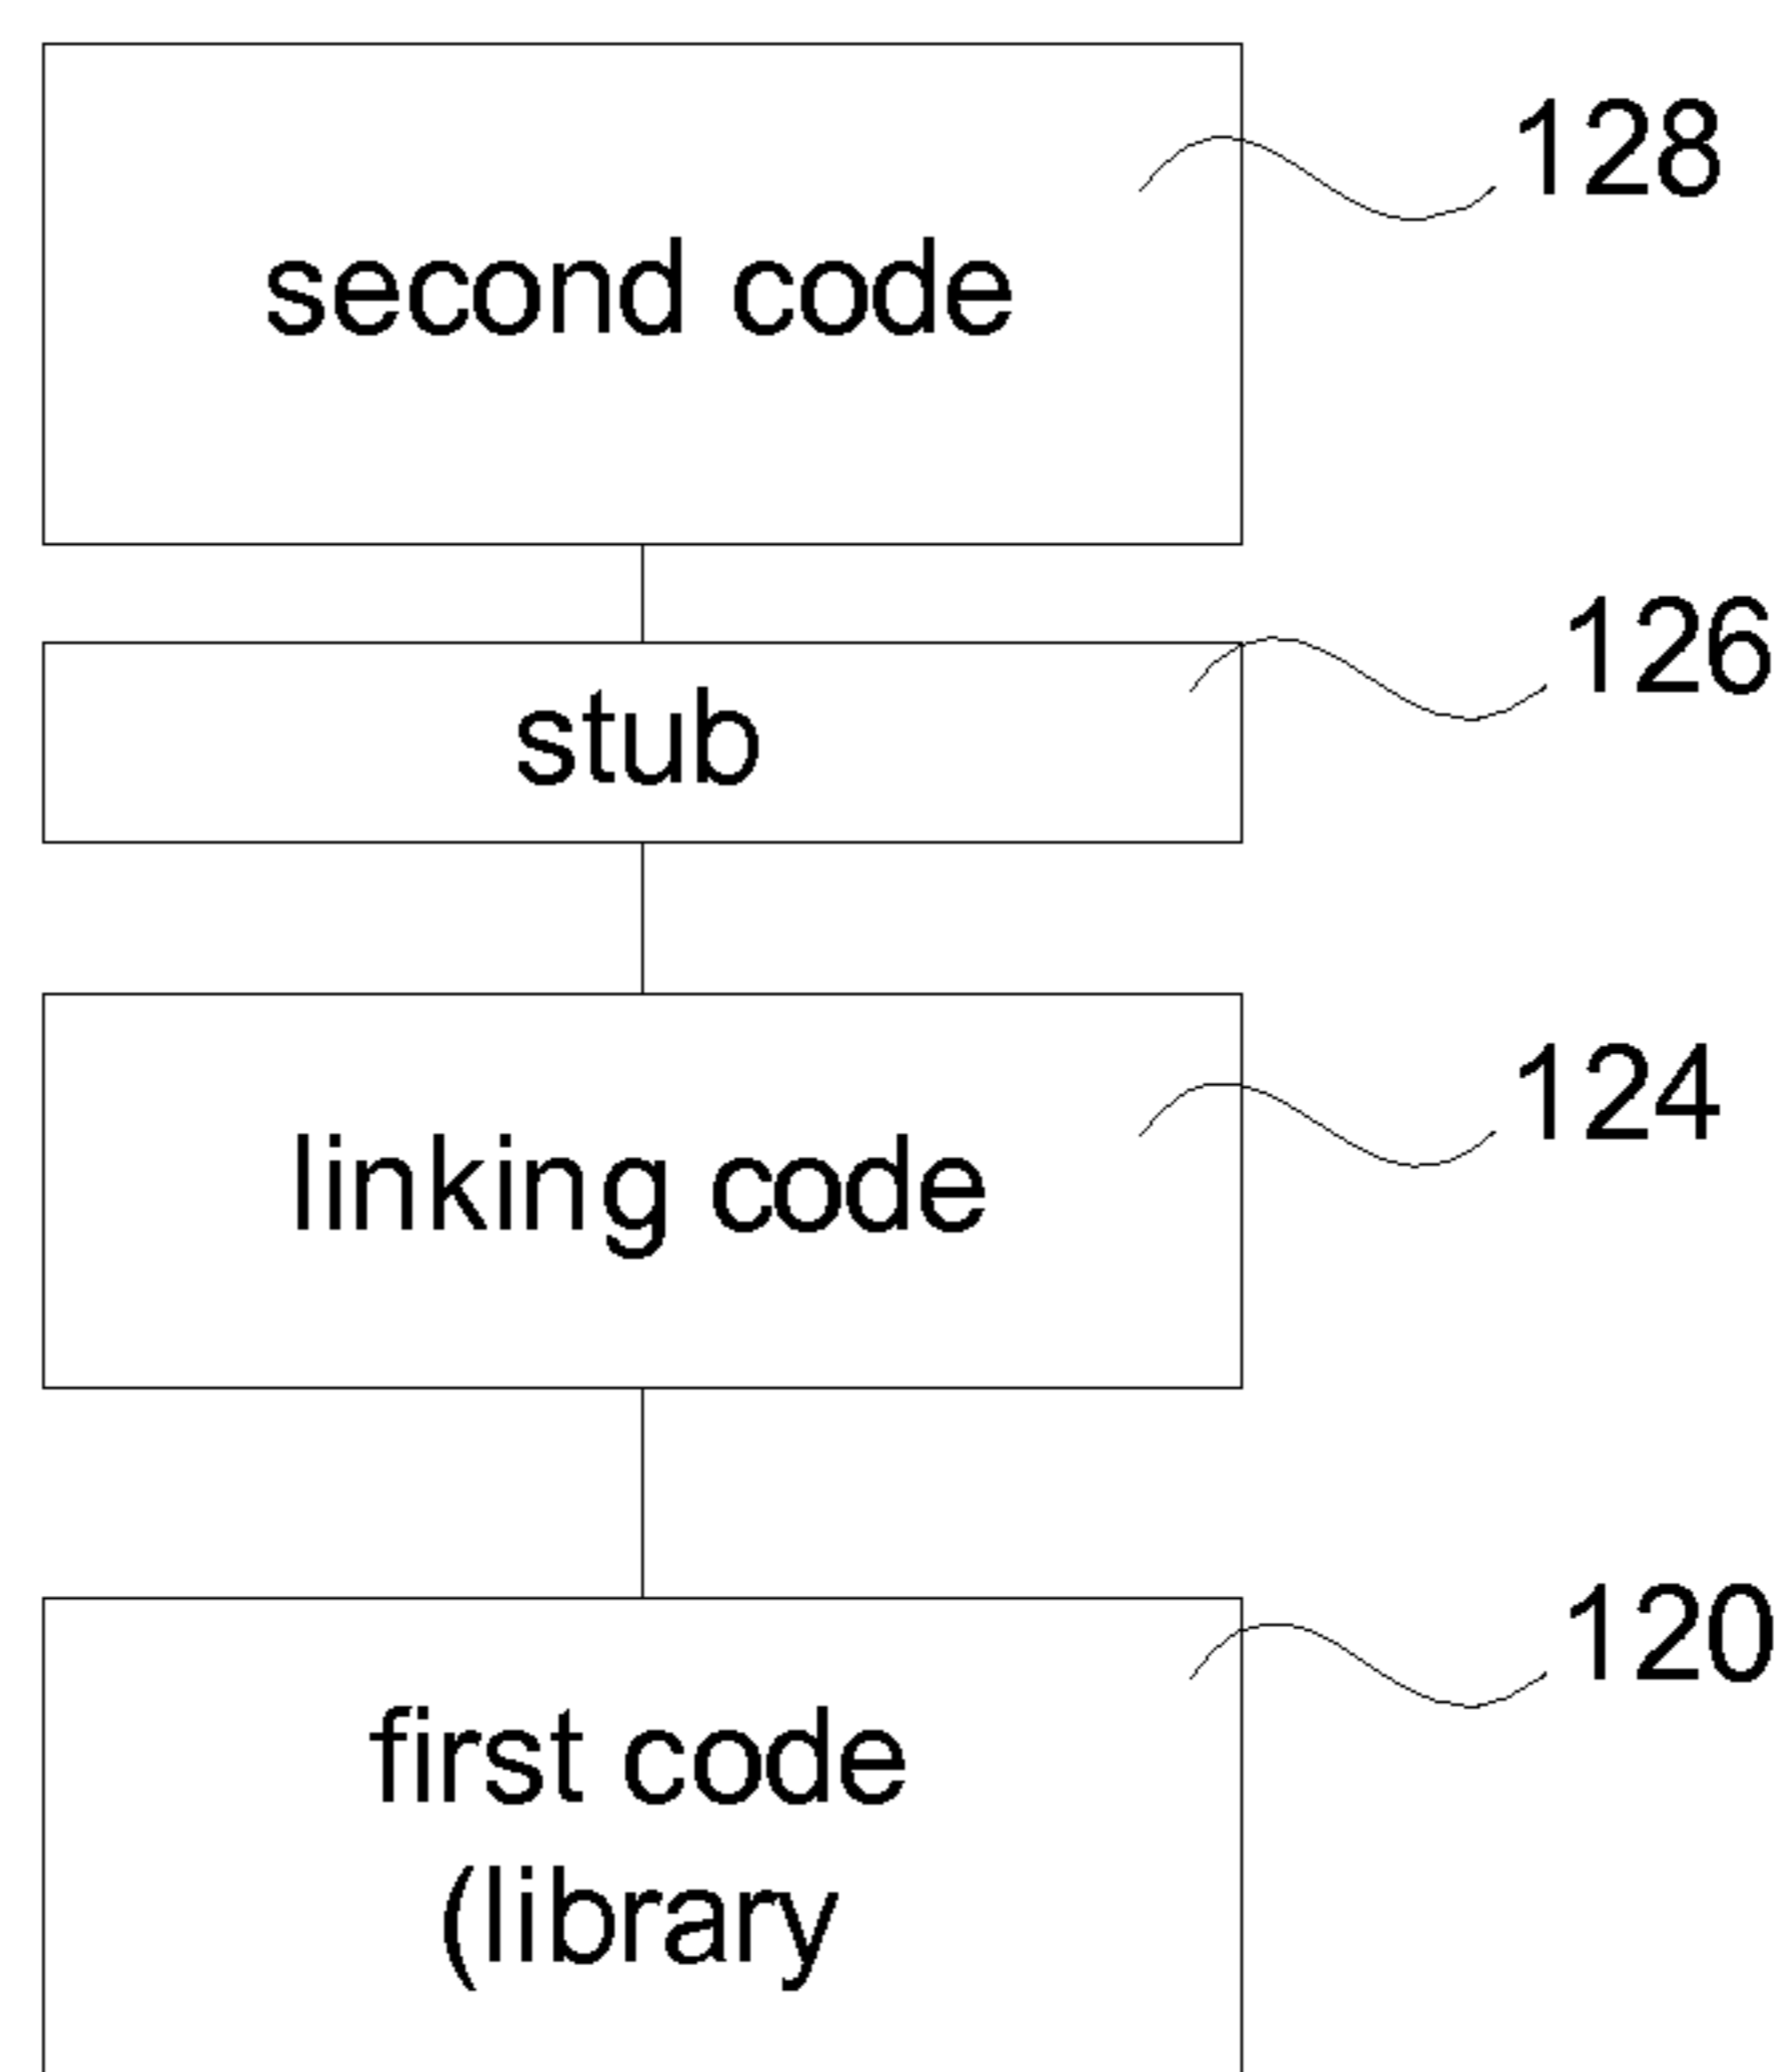 128
second code
126
stub
124
linking code
120
first code
(library